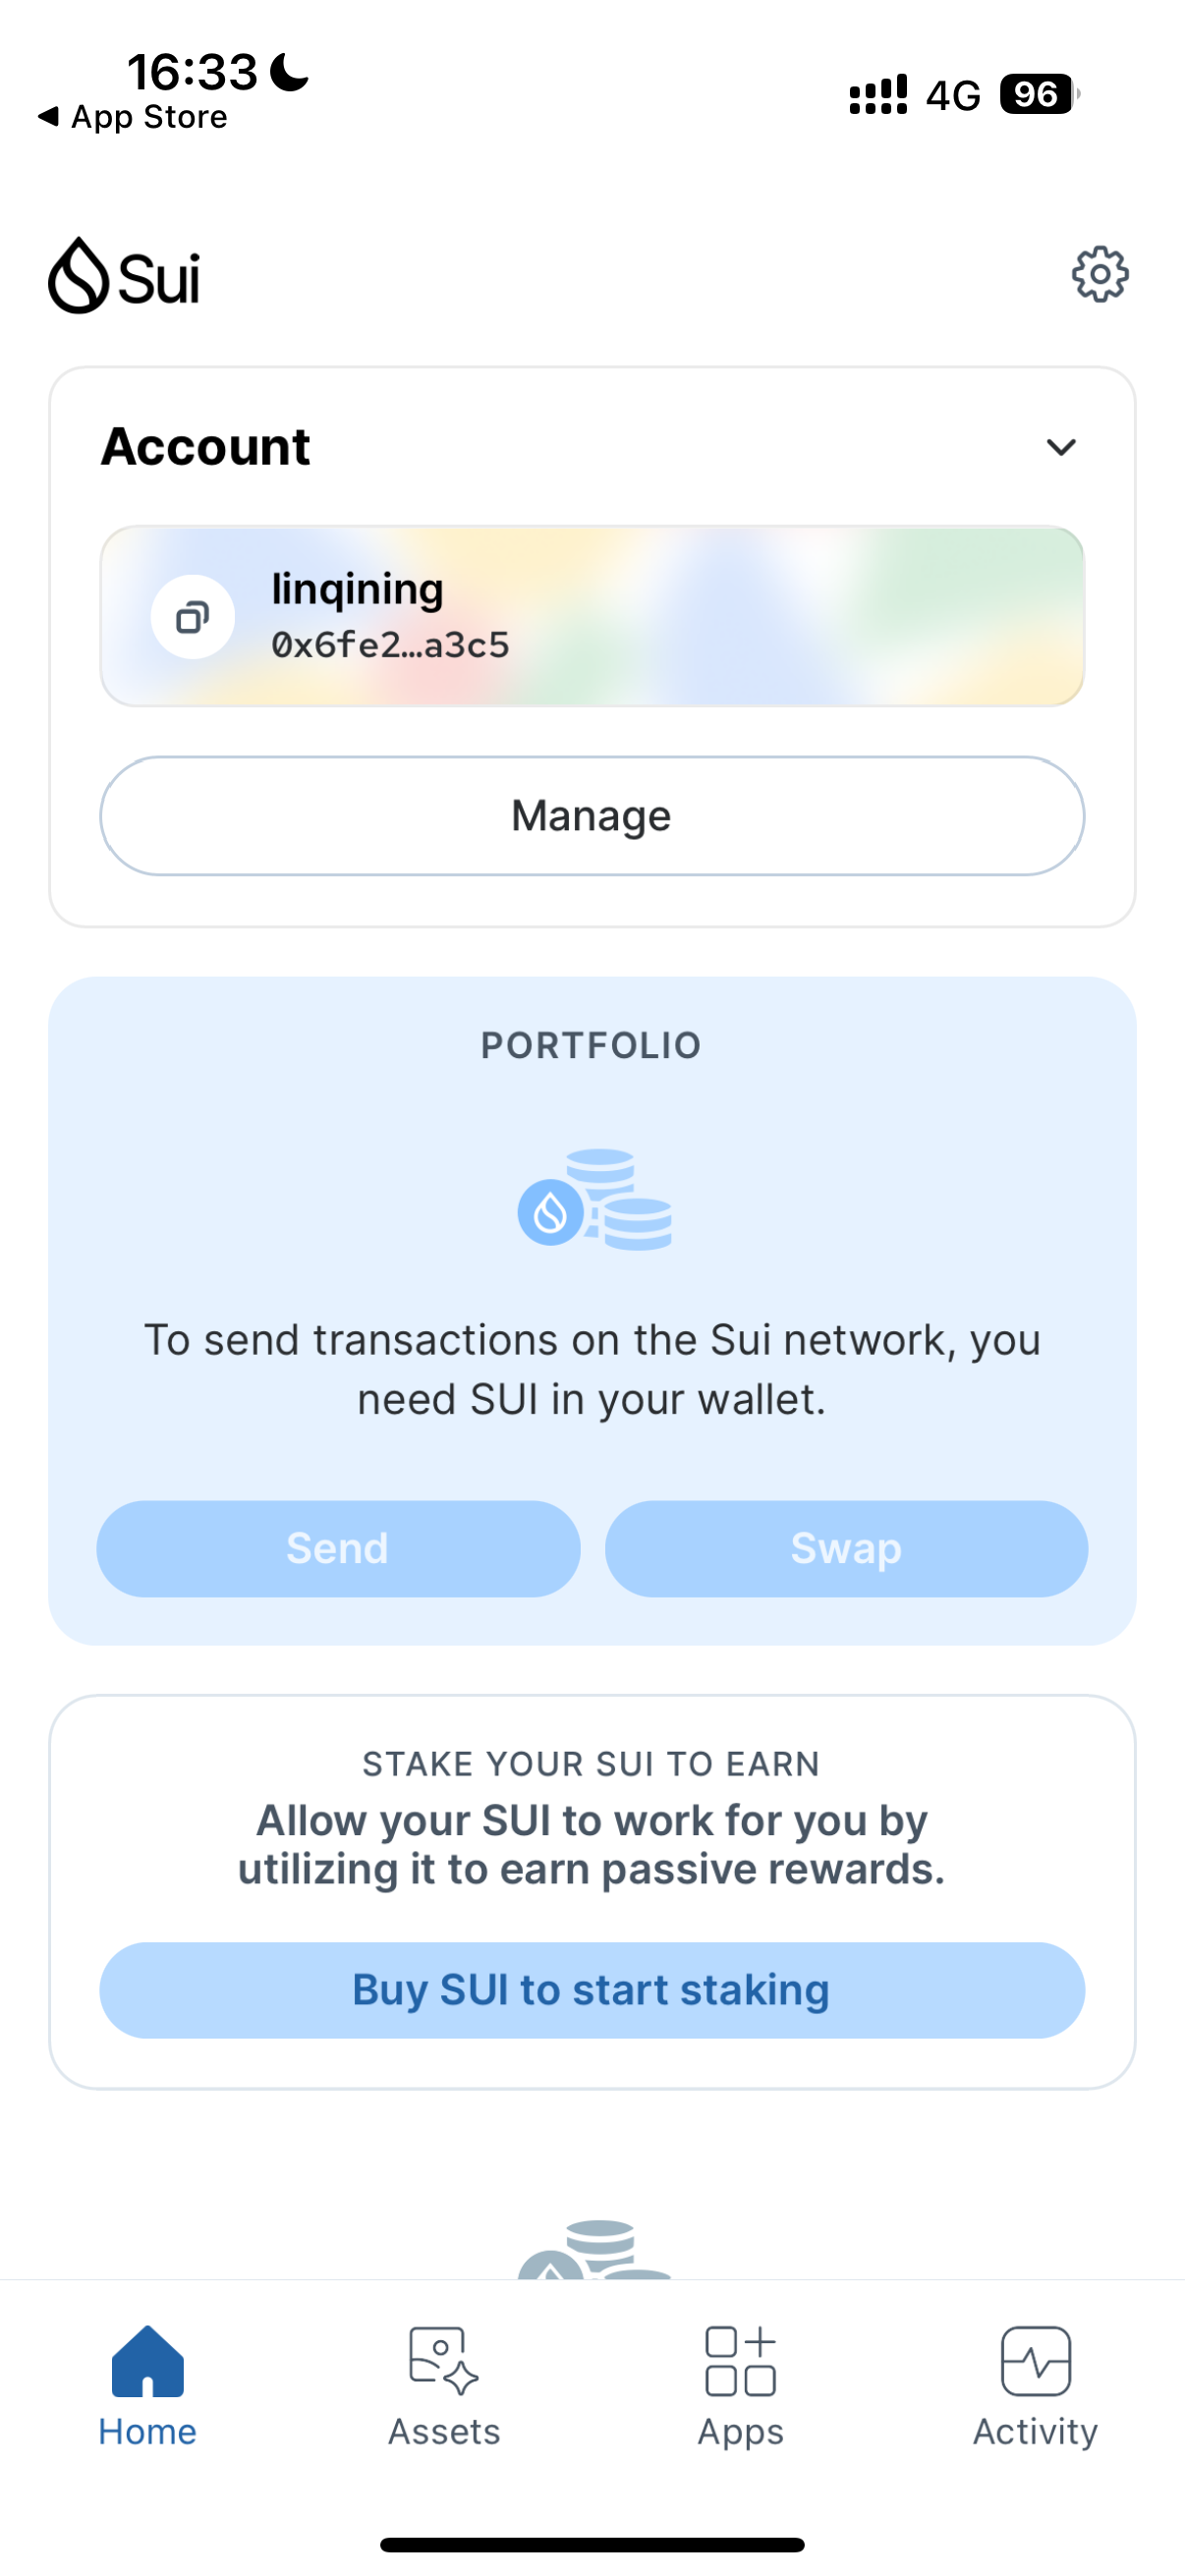 16:33
App Store
4G
96
Sui
Account
linqining
0x6fe2...a3c5
Manage
PORTFOLIO
To send transactions on the Sui network, you
need SUI in your wallet.
Send
Swap
STAKE YOUR SUI TO EARN
Allow your SUI to work for you by
utilizing it to earn passive rewards.
Buy SUI to start staking
Home
Assets
Apps
Activity